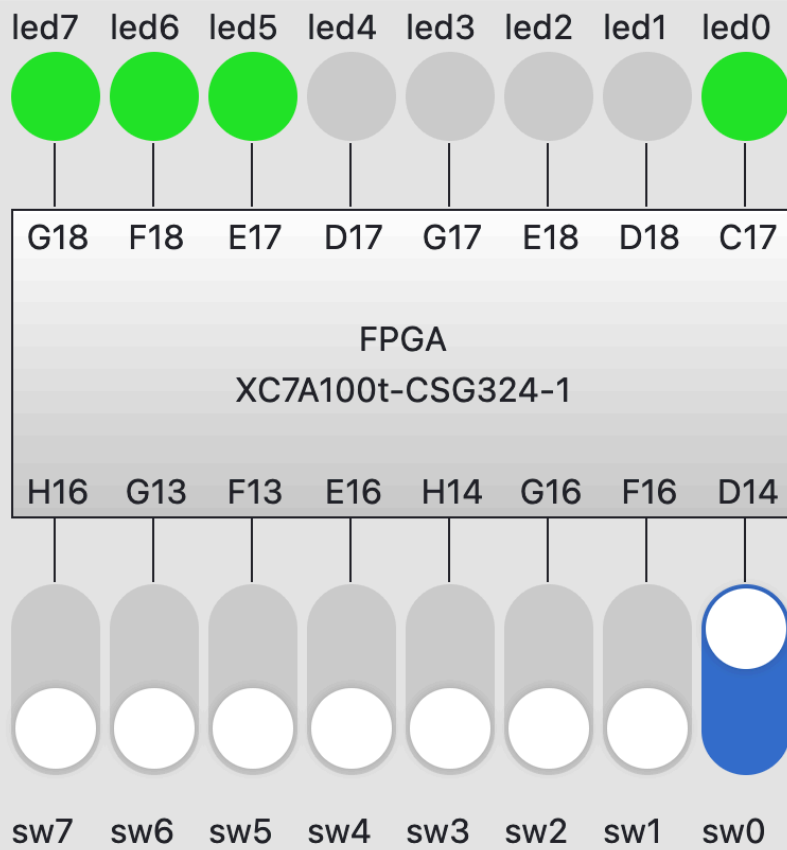 led7 led6 led5 led4 led3 led2 led1 led0
G18 F18 E17 D17 G17 E18 D18 C17
FPGA
XC7A100t-CSG324-1
H16 G13 F13 E16 H14 G16 F16 D14
sw7 sw6 sw5 sw4 sw3 sw2 sw1 sw0